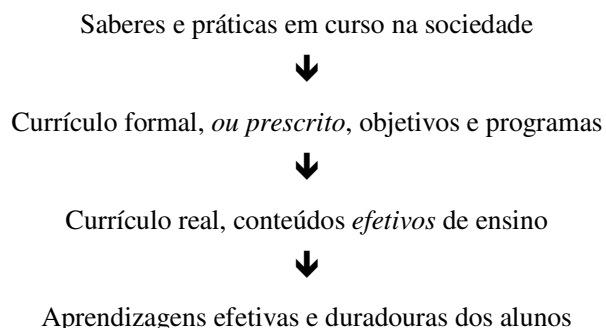 Saberes e práticas em curso na sociedade
Currículo formal, ou prescrito, objetivos e programas
Currículo real, conteúdos efetivos de ensino
Aprendizagens efetivas e duradouras dos alunos